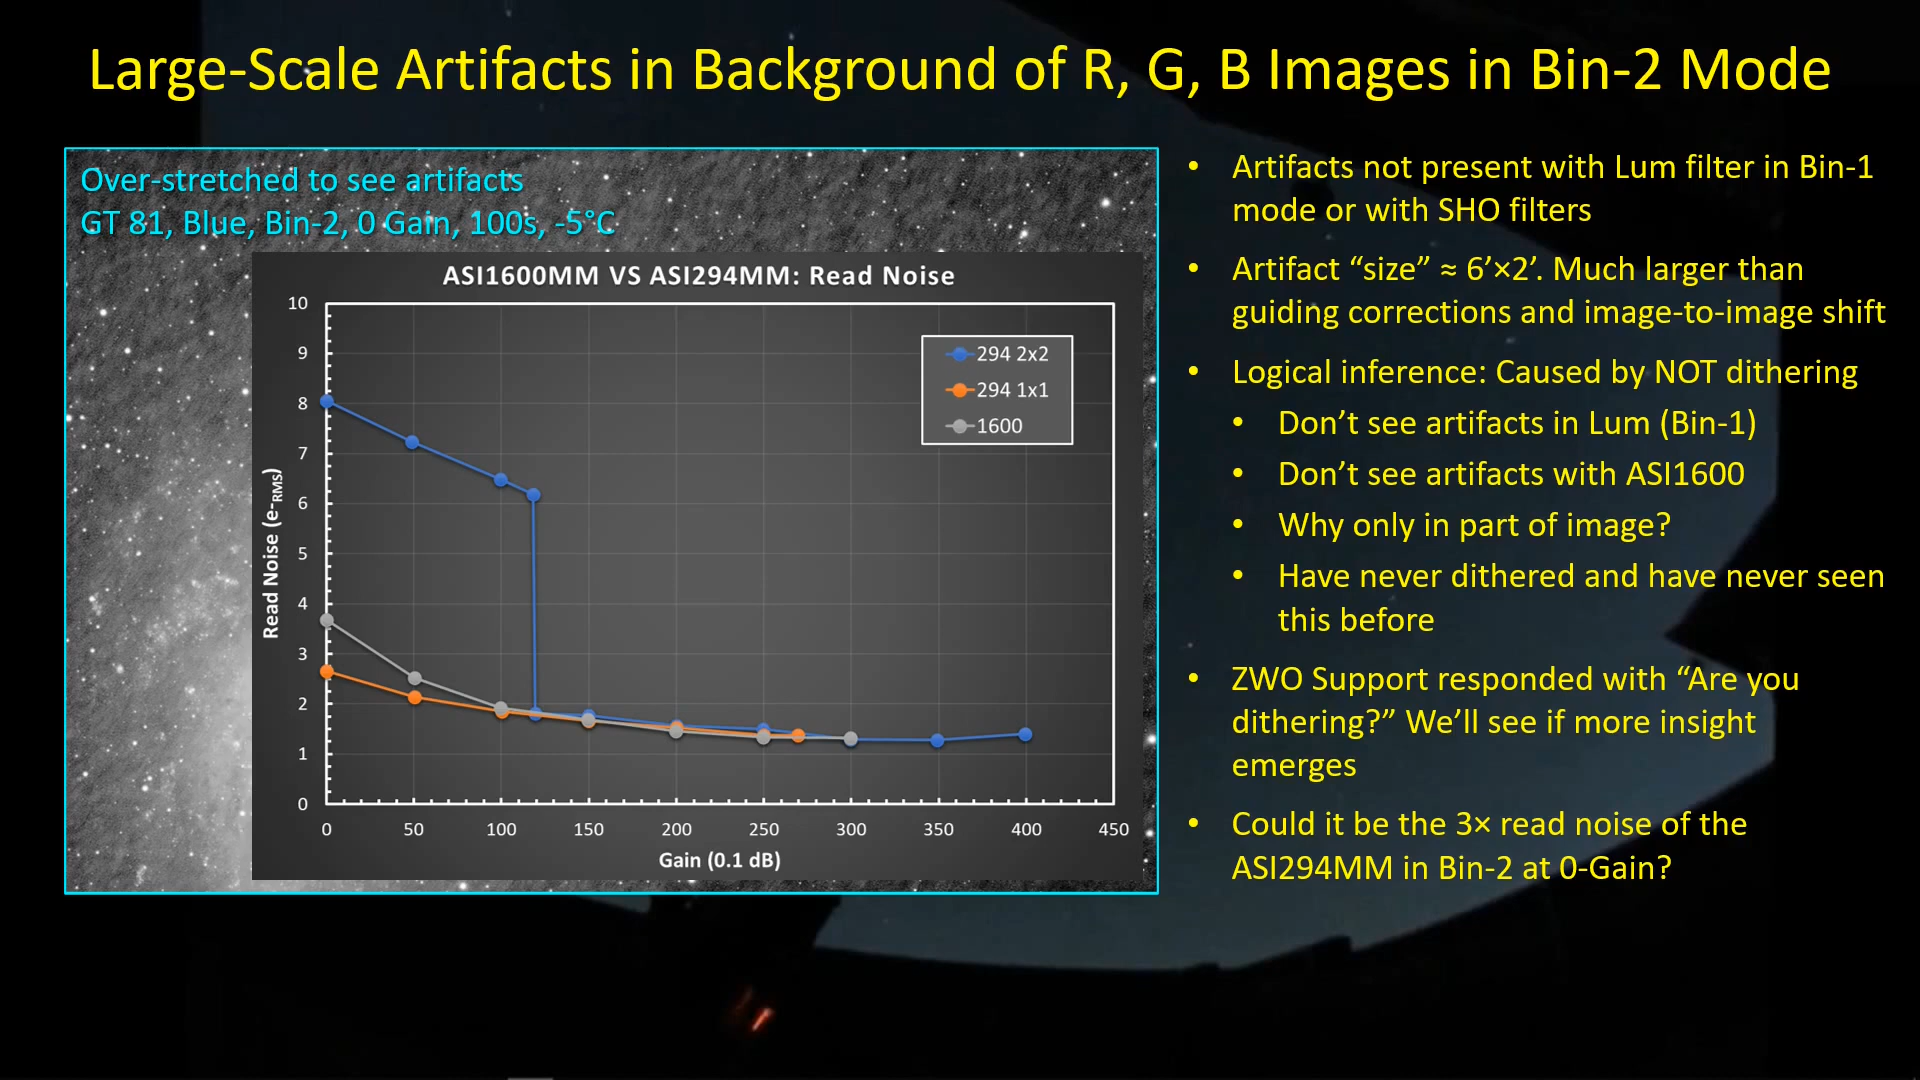 Large-Scale Artifacts in Background of R, G, B Images in Bin-2 Mode
Over-stretched to see artifacts
GT 81, Blue, Bin-2, 0 Gain, 100s, -5°C
ASI1600MM VS ASI294MM: Read Noise
10
9
8
7
6
5
4
3
2
1
0
Read Noise (e-RMS)
294 2x2
294 1x1
1600
0 50 100 150 200 250 300 350 400 450
Gain (0.1 dB)
• Artifacts not present with Lum filter in Bin-1
mode or with SHO filters
• Artifact “size” ≈ 6’×2’. Much larger than
guiding corrections and image-to-image shift
• Logical inference: Caused by NOT dithering
• Don’t see artifacts in Lum (Bin-1)
• Don’t see artifacts with ASI1600
• Why only in part of image?
• Have never dithered and have never seen
this before
• ZWO Support responded with “Are you
dithering?” We’ll see if more insight
emerges
• Could it be the 3× read noise of the
ASI294MM in Bin-2 at 0-Gain?